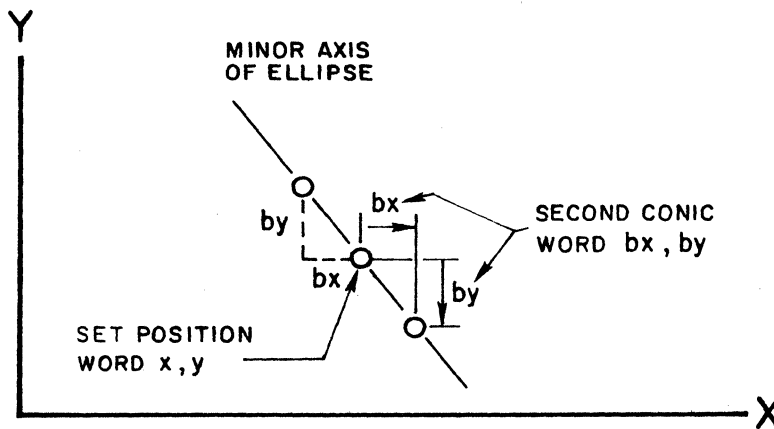 Y
MINOR AXIS
OF ELLIPSE
bx
by
SECOND CONIC
WORD bx, by
bx
by
SET POSITION
WORD x, y
X